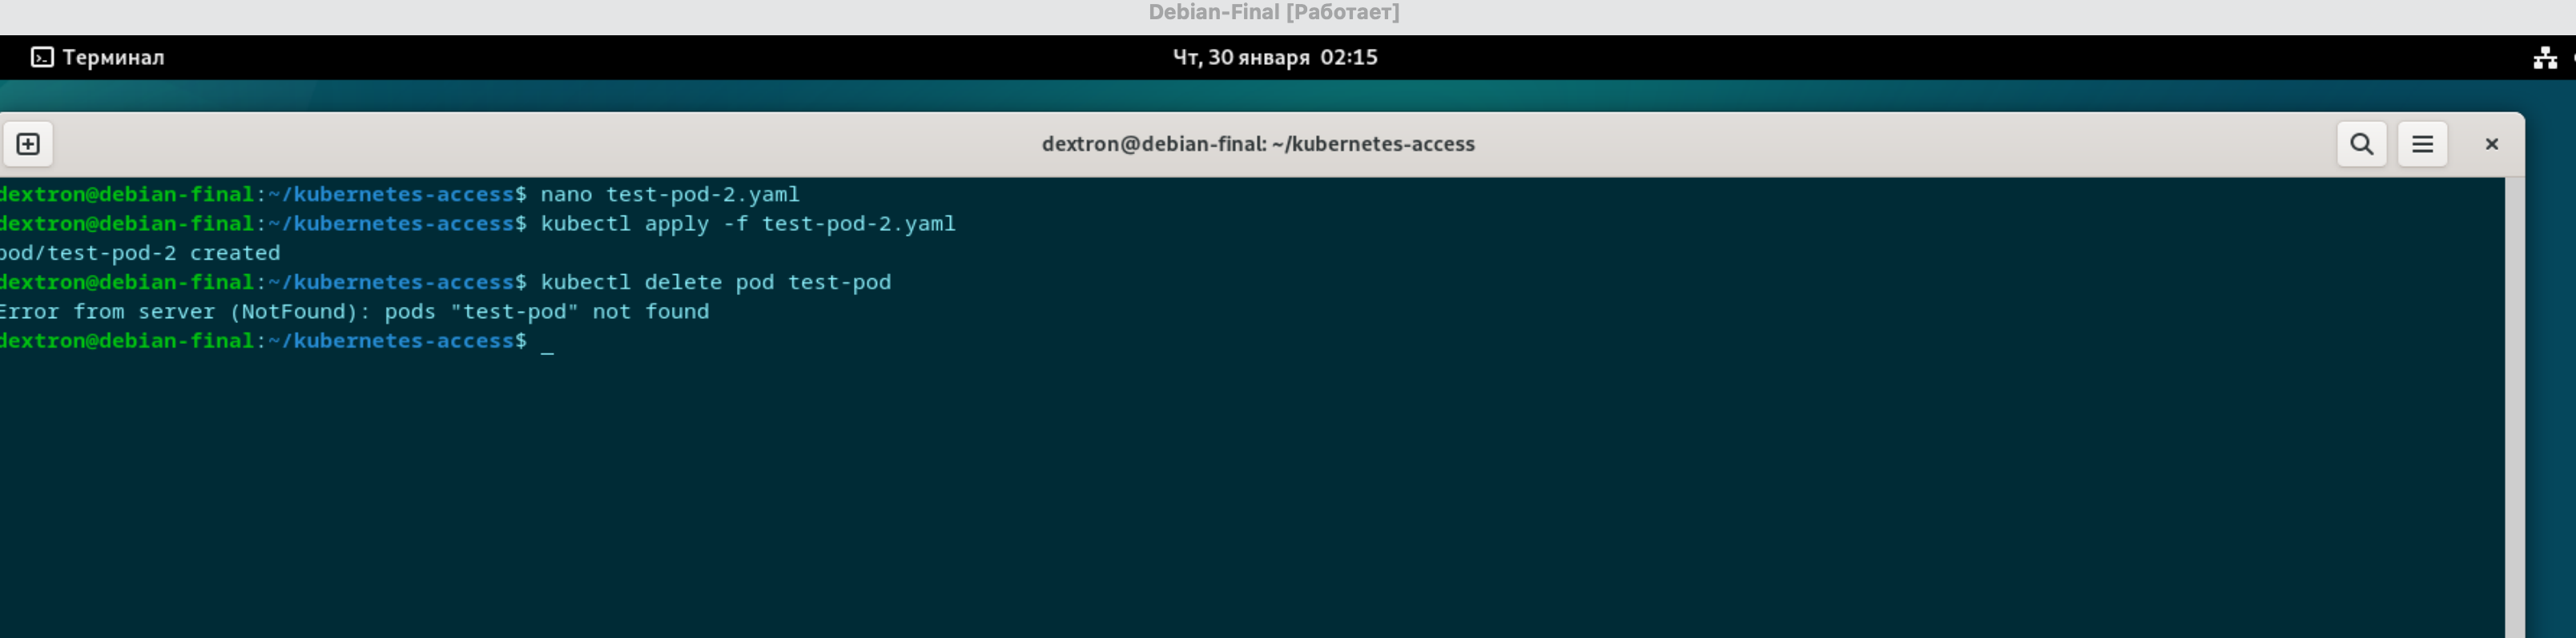 Debian-Final [Работает]
Терминал
Чт, 30 января 02:15
dextron@debian-final: ~/kubernetes-access
dextron@debian-final:~/kubernetes-access$ nano test-pod-2.yaml
dextron@debian-final:~/kubernetes-access$ kubectl apply -f test-pod-2.yaml
pod/test-pod-2 created
dextron@debian-final:~/kubernetes-access$ kubectl delete pod test-pod
Error from server (NotFound): pods "test-pod" not found
dextron@debian-final:~/kubernetes-access$ _